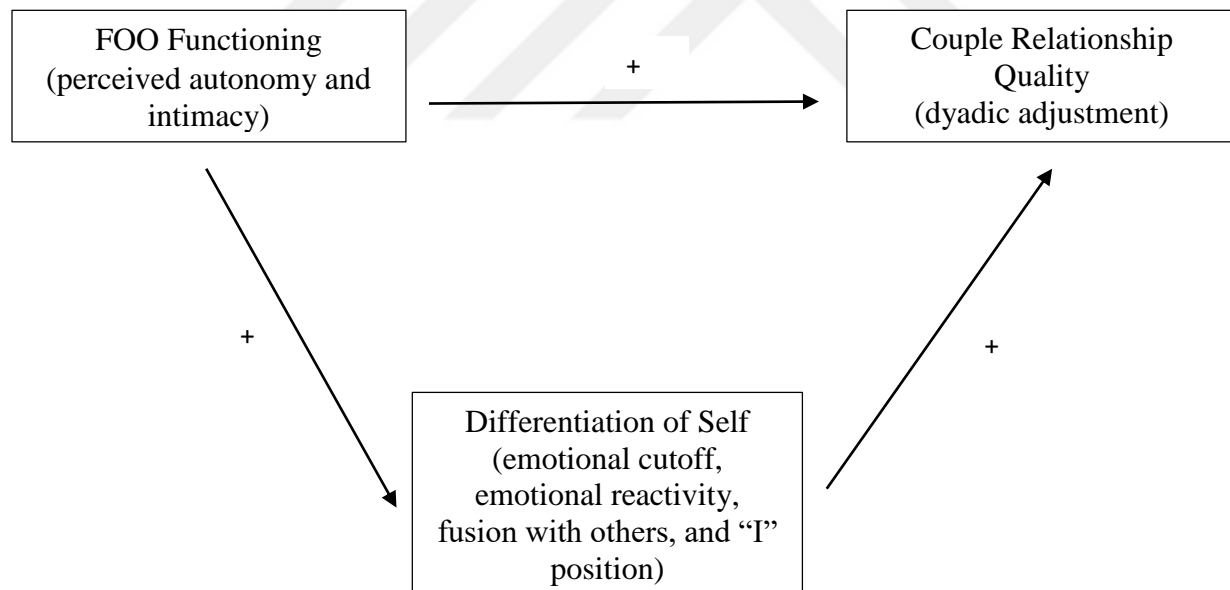 FOO Functioning
(perceived autonomy and
intimacy)
+
Couple Relationship
Quality
(dyadic adjustment)
+
+
Differentiation of Self
(emotional cutoff,
emotional reactivity,
fusion with others, and “I”
position)